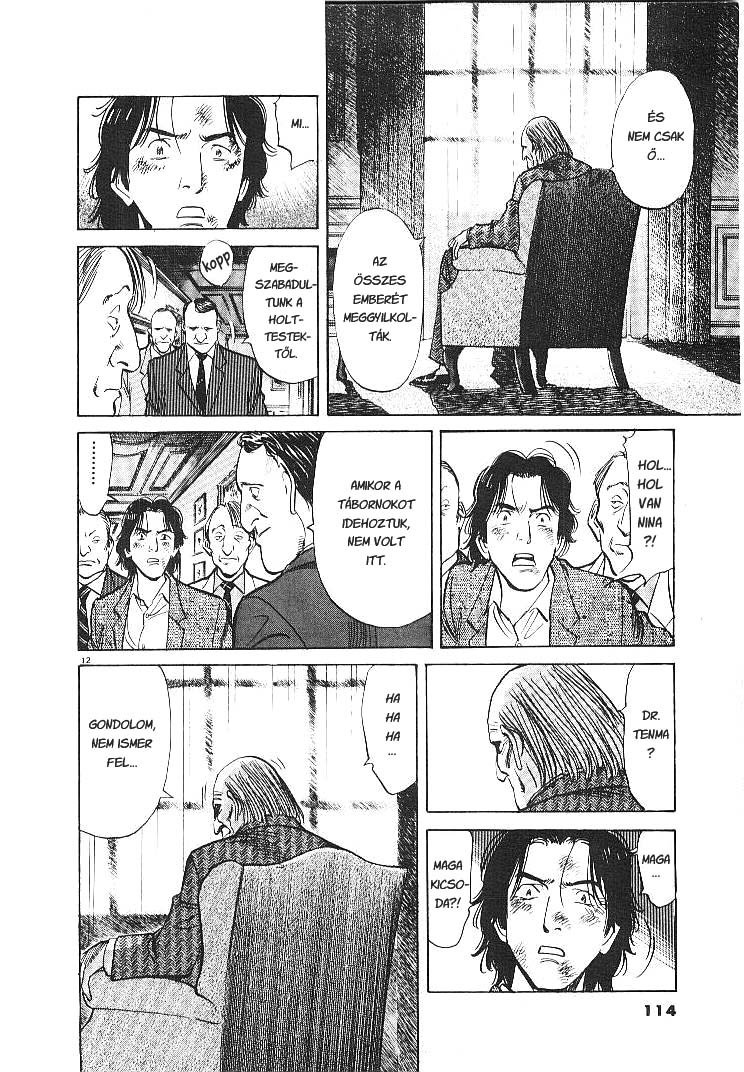 ÉS
NEM CSAK
Ő...
AZ
ÖSSZES
EMBERÉT
MEGGYILKOL-
TÁK.
MI...
MEG-
SZABADUL-
TUNK A
HOLT-
TESTEK-
TŐL.
KOPP
HOL...
HOL
VAN
NINA
?!
AMIKOR A
TÁBORNOKOT
IDEHOZTUK,
NEM VOLT
ITT.
.........
DR.
TENMA
?
MAGA
...
MAGA
KICSO-
DA?!
12
HA
HA
HA
...
GONDOLOM,
NEM ISMER
FEL...
114